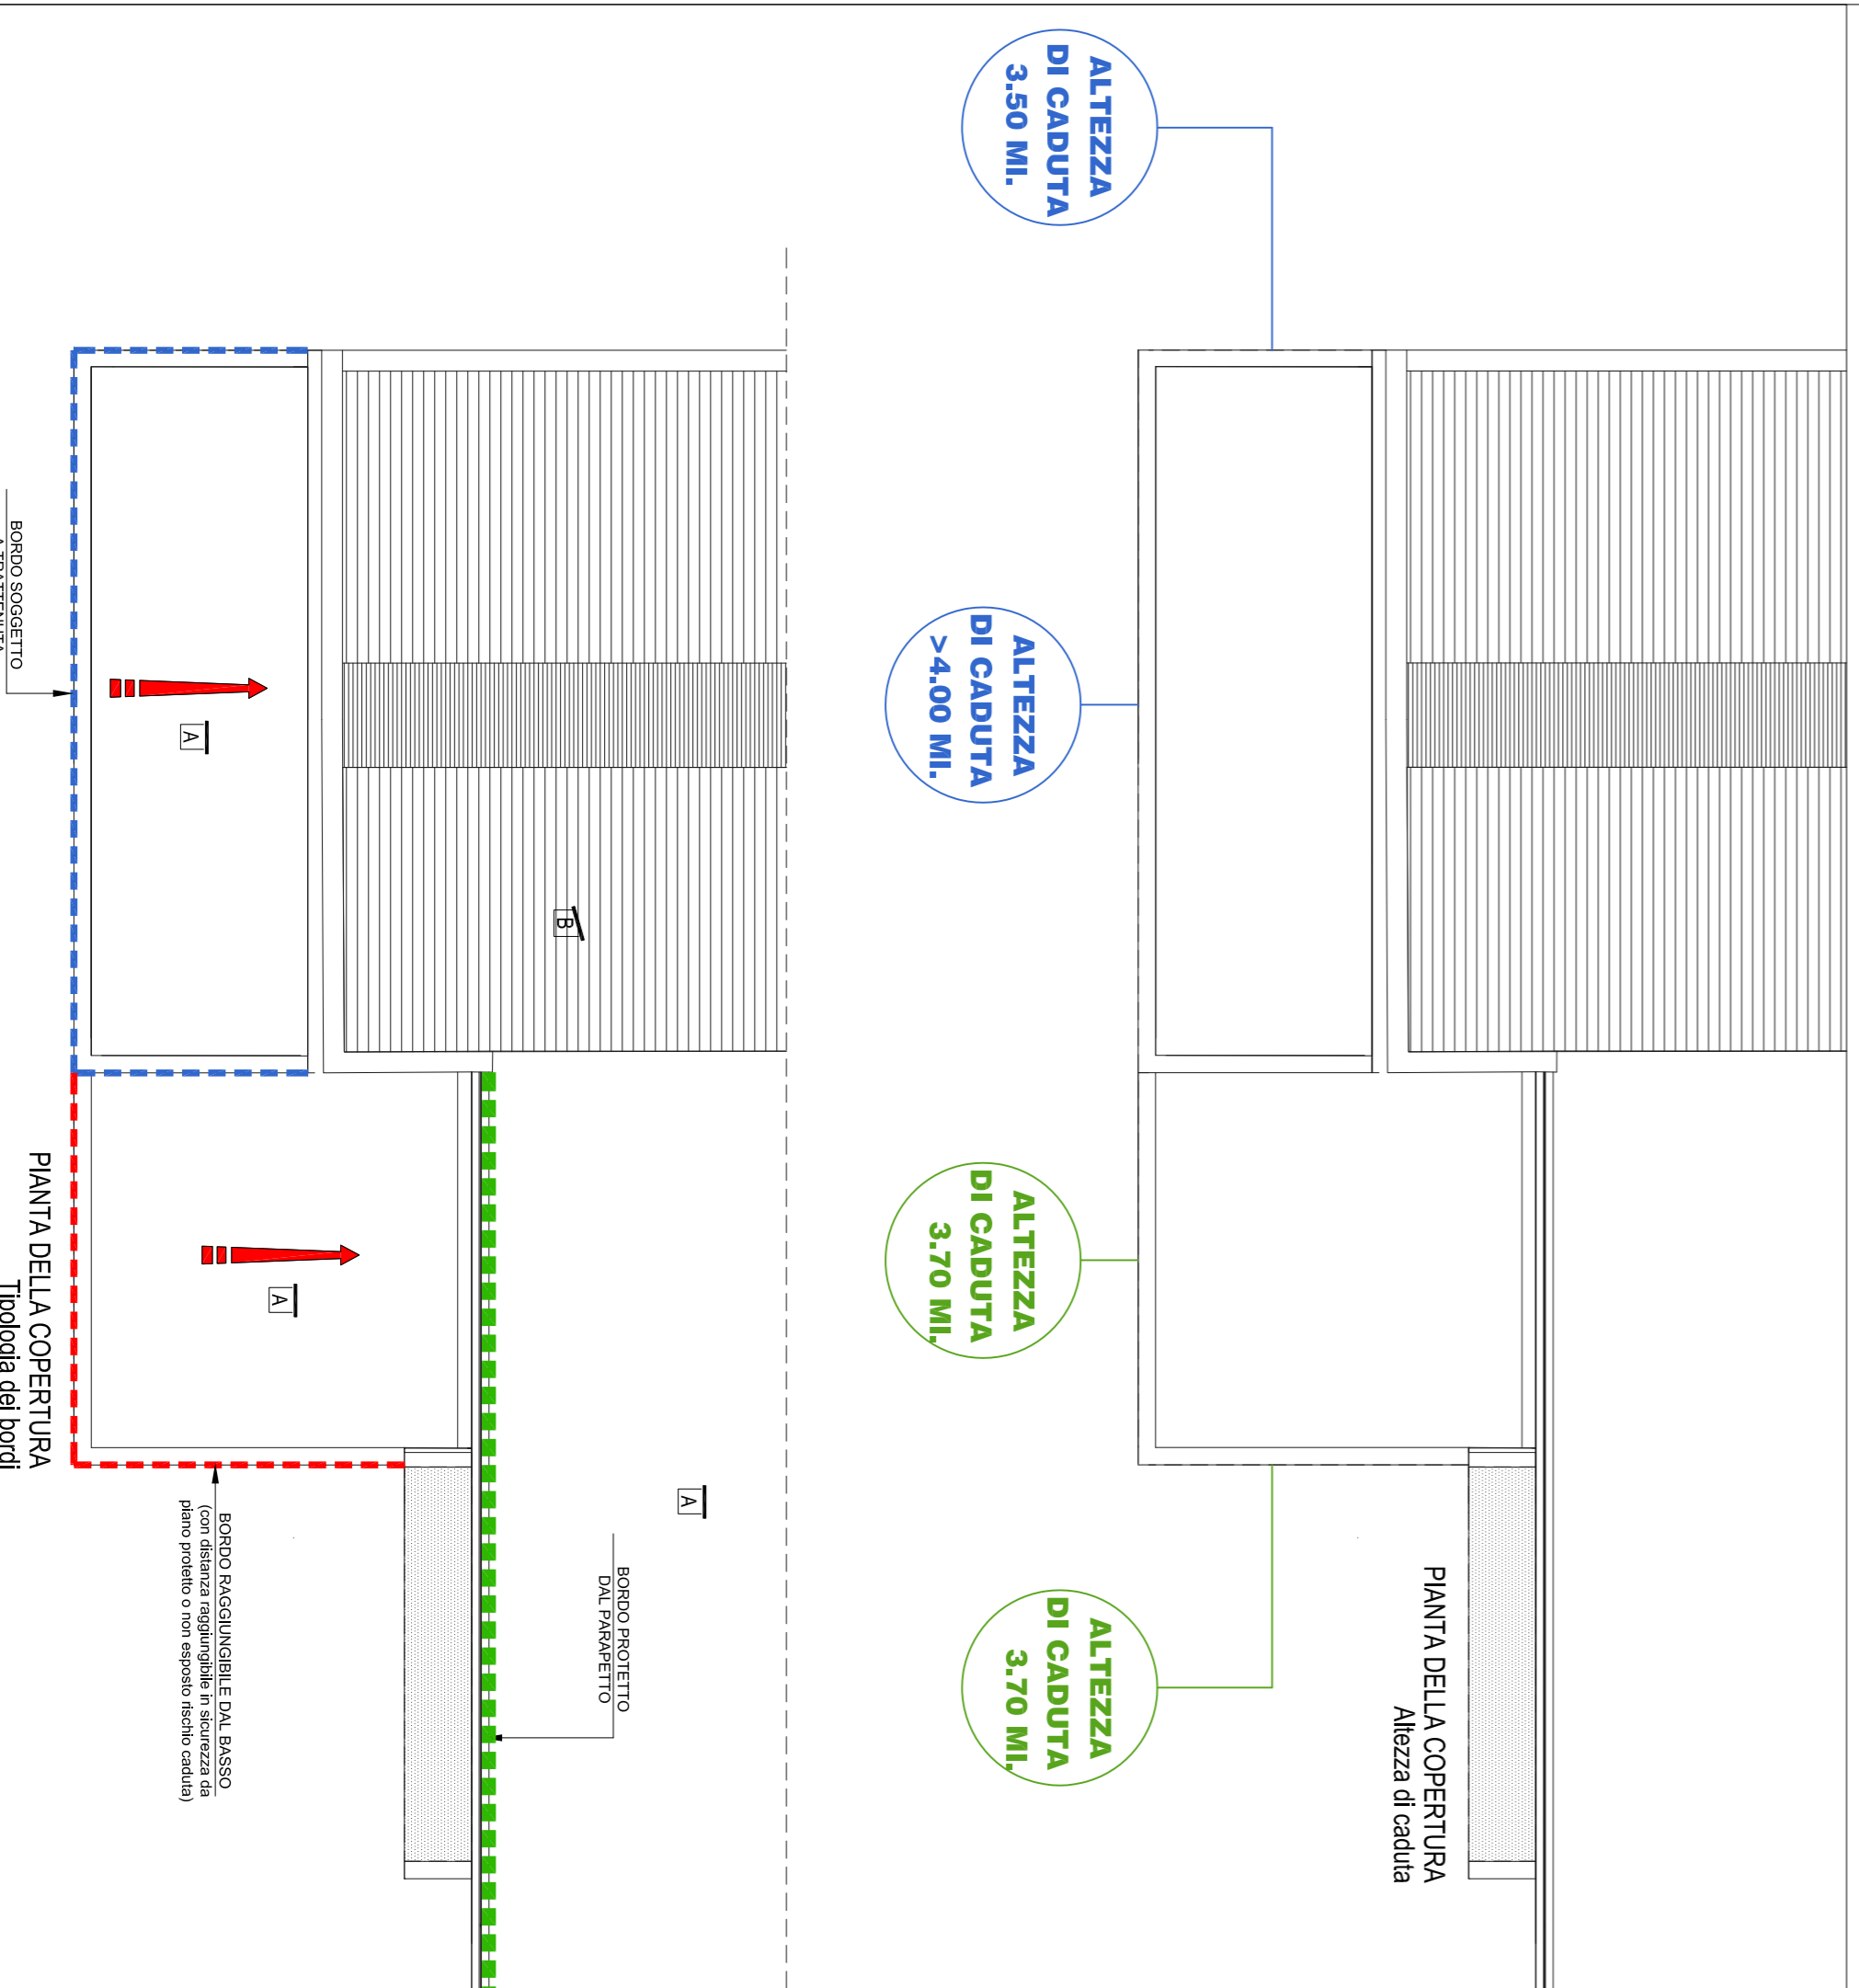 ALTEZZA
DI CADUTA
3.50 Ml.
ALTEZZA
DI CADUTA
>4.00 Ml.
ALTEZZA
DI CADUTA
3.70 Ml.
ALTEZZA
DI CADUTA
3.70 Ml.
PIANTA DELLA COPERTURA
Altezza di caduta
B
A
A
A
BORDO PROTETTO
DAL PARAPETTO
BORDO RAGGIUNGIBILE DAL BASSO
(con distanza raggiungibile in sicurezza da
piano protetto o non esposto rischio caduta)
BORDO SOGGETTO
A TRATTENUTA
PIANTA DELLA COPERTURA
Tipologia dei bordi